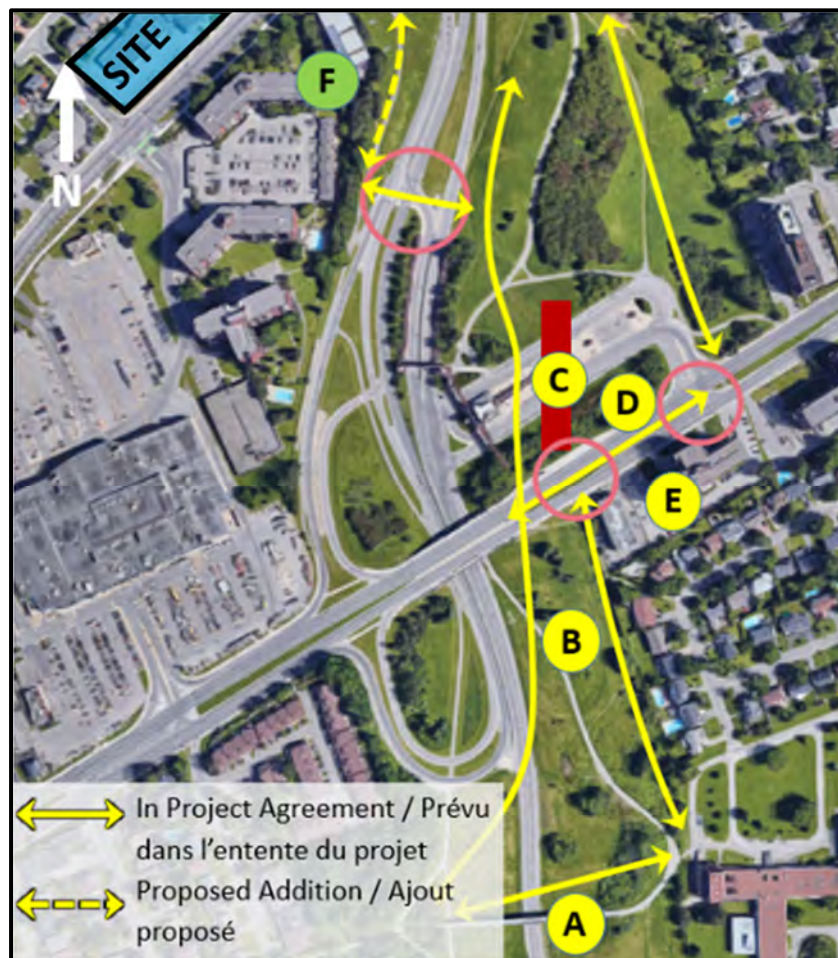 SITE
F
N
C
D
E
B
In Project Agreement / Prévu
dans l'entente du projet
Proposed Addition / Ajout
proposé
A